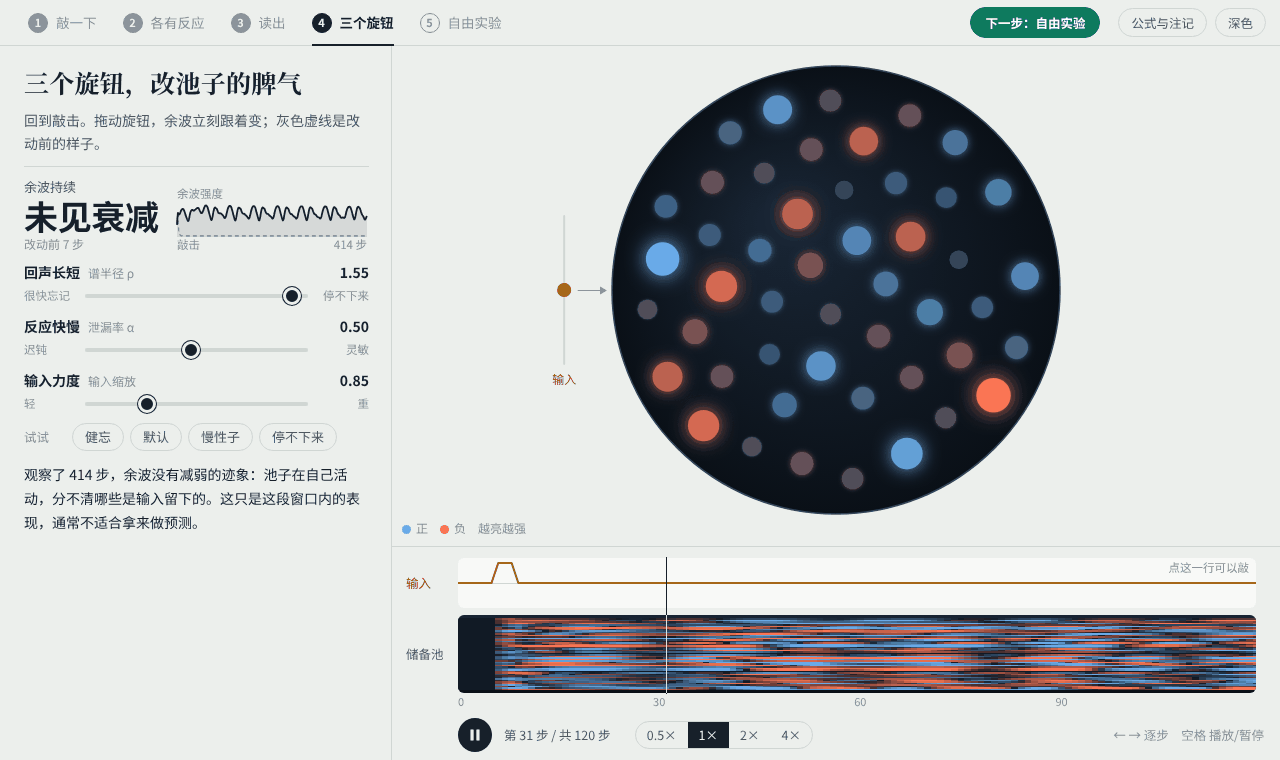 1 敲一下 2 各有反应 3 读出 4 三个旋钮 5 自由实验
下一步：自由实验 公式与注记 深色
三个旋钮，改池子的脾气
回到敲击。拖动旋钮，余波立刻跟着变；灰色虚线是改
动前的样子。
余波持续
未见衰减
改动前 7 步
余波强度
敲击 414 步
回声长短 谱半径 ρ 1.55
很快忘记 停不下来
反应快慢 泄漏率 α 0.50
迟钝 灵敏
输入力度 输入缩放 0.85
轻 重
试试 健忘 默认 慢性子 停不下来
观察了 414 步，余波没有减弱的迹象：池子在自己活
动，分不清哪些是输入留下的。这只是这段窗口内的表
现，通常不适合拿来做预测。
输入
正 负 越亮越强
输入 点这一行可以敲
储备池
0 30 60 90
第 31 步 / 共 120 步 0.5× 1× 2× 4× ←→ 逐步 空格 播放/暂停